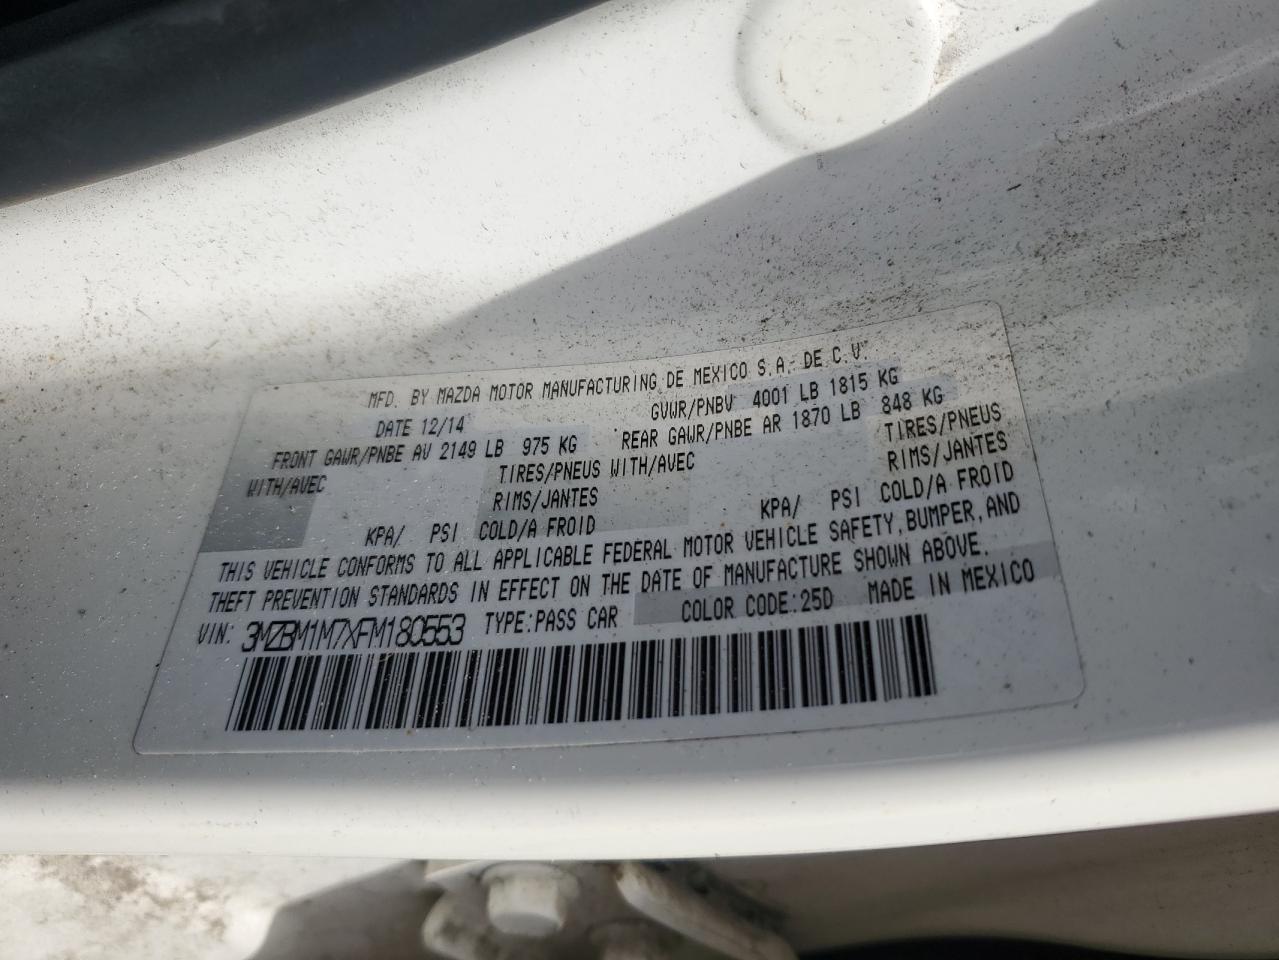 MFD. BY MAZDA MOTOR MANUFACTURING DE MEXICO S.A. DE C.V.
DATE 12/14 GVWR/PNBV 4001 LB 1815 KG
FRONT GAWR/PNBE AV 2149 LB 975 KG REAR GAWR/PNBE AR 1870 LB 848 KG
WITH/AVEC TIRES/PNEUS WITH/AVEC TIRES/PNEUS
RIMS/JANTES RIMS/JANTES
KPA/ PSI COLD/A FROID KPA/ PSI COLD/A FROID
THIS VEHICLE CONFORMS TO ALL APPLICABLE FEDERAL MOTOR VEHICLE SAFETY, BUMPER, AND
THEFT PREVENTION STANDARDS IN EFFECT ON THE DATE OF MANUFACTURE SHOWN ABOVE.
VIN: 3MZBM1M7XFM180553 TYPE:PASS CAR COLOR CODE:25D MADE IN MEXICO